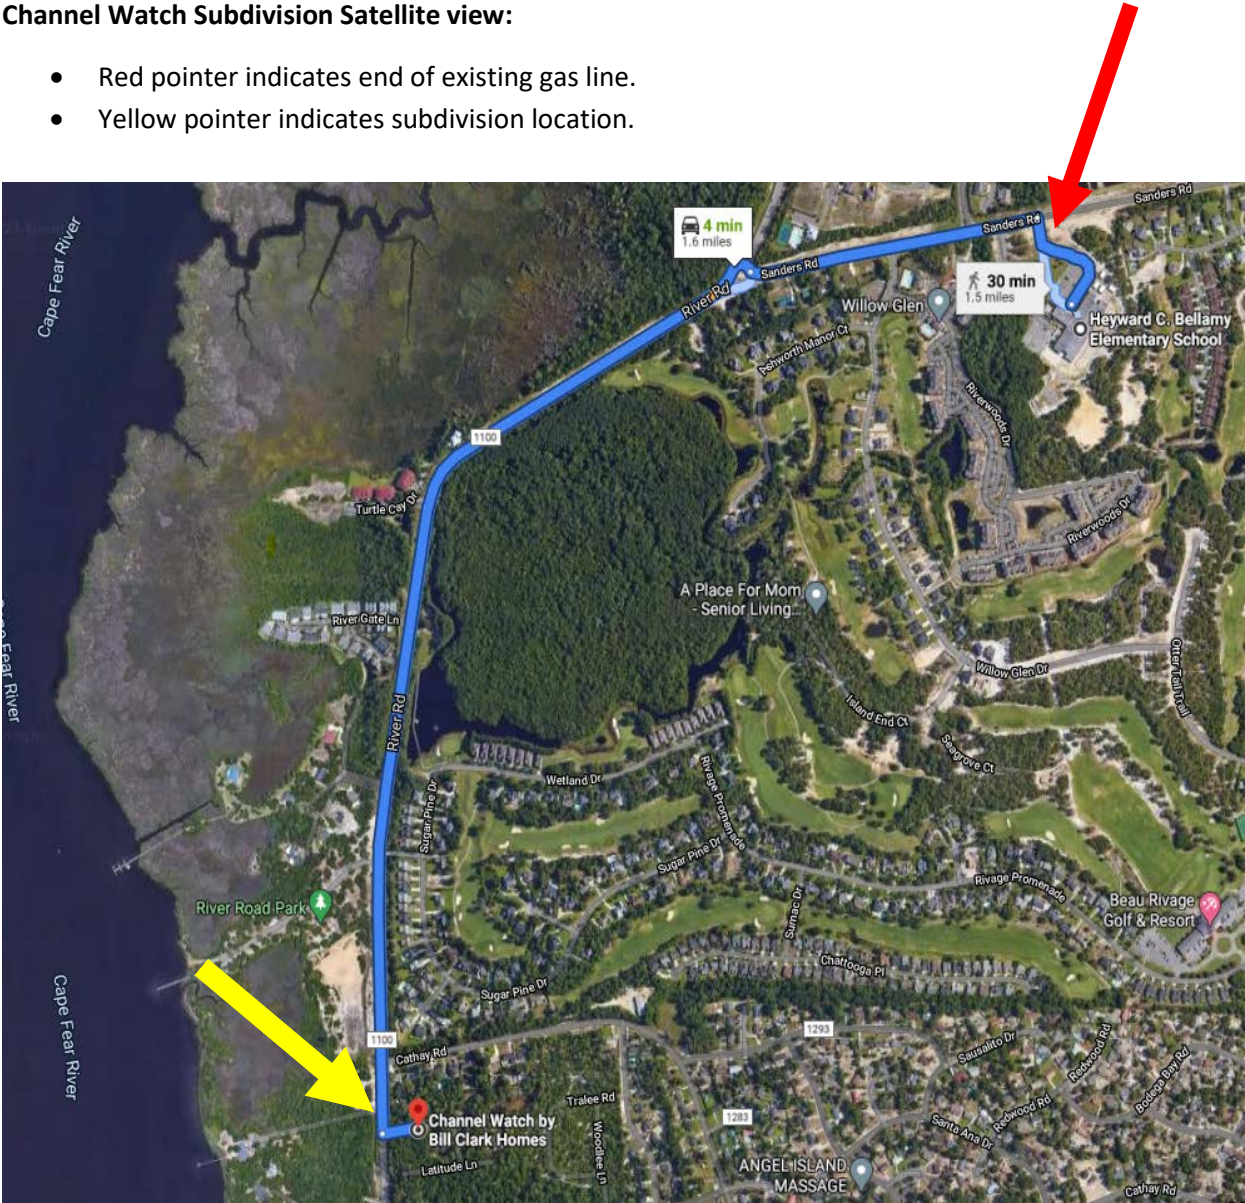 Channel Watch Subdivision Satellite view:
• Red pointer indicates end of existing gas line.
• Yellow pointer indicates subdivision location.
Sanders Rd
Sanders Rd
4 min
1.6 miles
Sanders Rd
River Rd
30 min
1.5 miles
Willow Glen
Heyward C. Bellamy
Elementary School
Cape Fear River
Ashworth Manor Ct
Riverwoods Dr
1100
Turtle Cay Dr
Riverwoods Dr
A Place For Mom
- Senior Living...
River Gate Ln
Fear River
Willow Glen Dr
Otter Tail Trail
River Rd
Island End Ct
Seagrove Ct
Wetland Dr
Rivage Promenade
Sugar Pine Dr
Sugar Pine Dr
Rivage Promenade
River Road Park
Sumac Dr
Beau Rivage
Golf & Resort
Chattooga Pl
Sugar Pine Dr
Cape Fear River
1100
Cathay Rd
1293
Sausalito Dr
Redwood Rd
Bodega Bay Rd
Tralee Rd
Channel Watch by
Bill Clark Homes
1283
Redwood Rd
Santa Ana Dr
Woodlee Ln
Latitude Ln
ANGEL ISLAND
MASSAGE
Cathay Rd